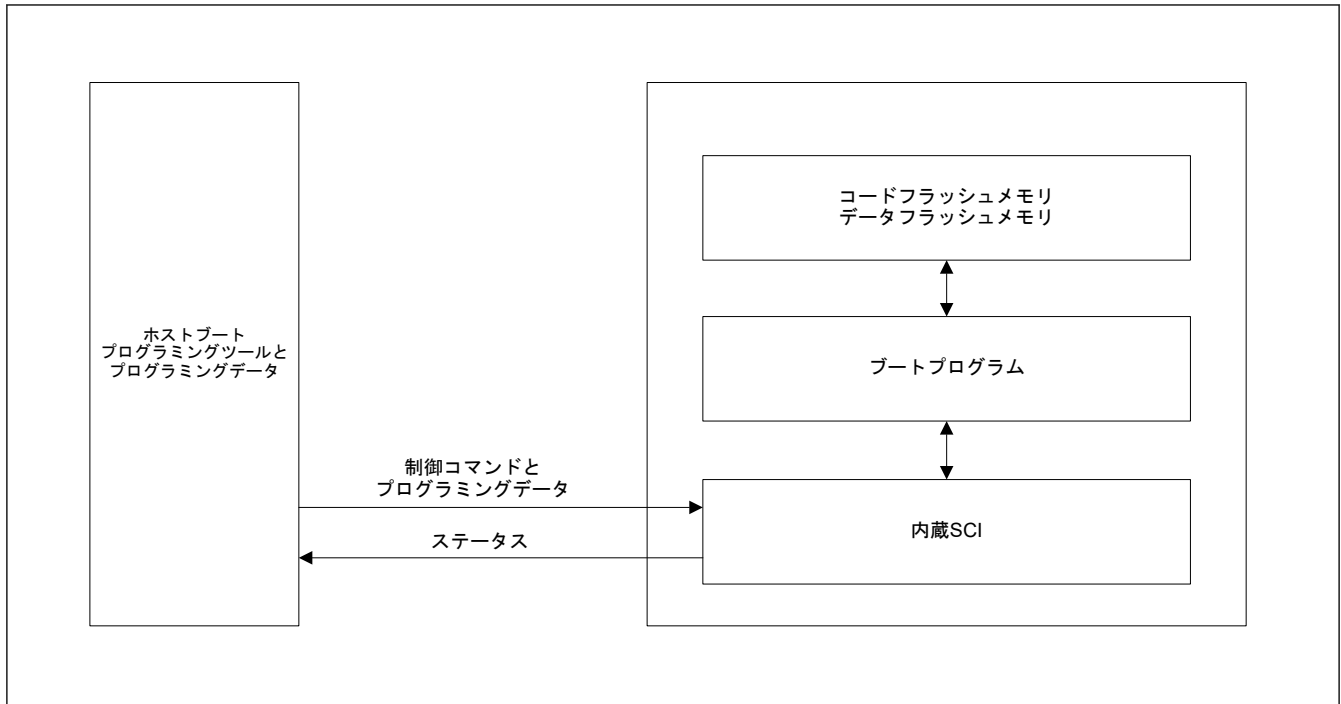 ホストブート
プログラミングツールと
プログラミングデータ
制御コマンドと
プログラミングデータ
ステータス
コードフラッシュメモリ
データフラッシュメモリ
ブートプログラム
内蔵SCI